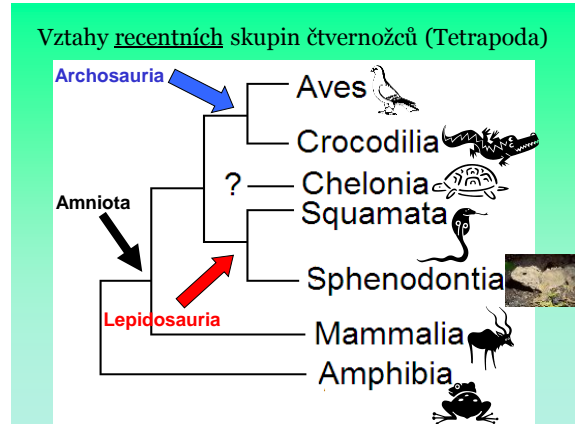 Vztahy recentních skupin čtvernožců (Tetrapoda)
Archosauria
Aves
Crocodilia
? Chelonia
Amniota
Squamata
Sphenodontia
Lepidosauria
Mammalia
Amphibia